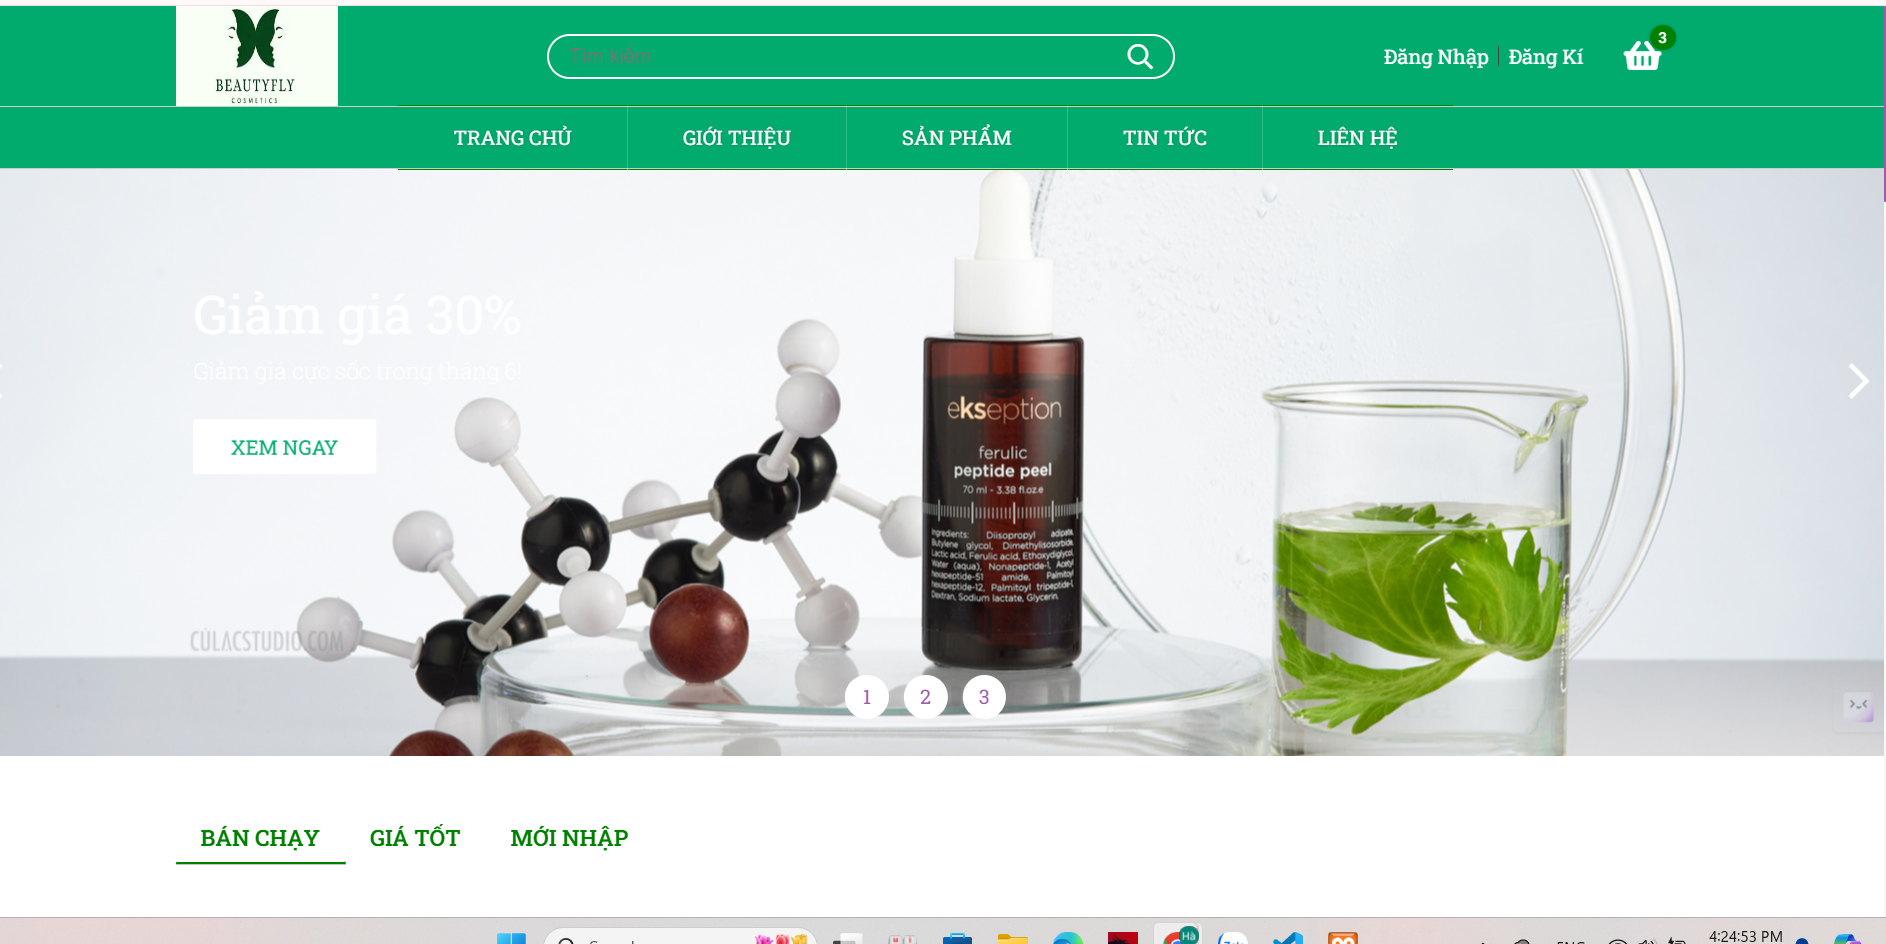 BEAUTYFLY
COSMETICS
Tìm kiếm
Đăng Nhập
Đăng Kí
3
TRANG CHỦ
GIỚI THIỆU
SẢN PHẨM
TIN TỨC
LIÊN HỆ
Giảm giá 30%
Giảm giá cực sốc trong tháng 6!
XEM NGAY
ekseption
ferulic
peptide peel
70 ml - 3.38 fl.oz.e
Ingredients: Diisopropyl adipate,
Butylene glycol, Dimethylisosorbide,
Lactic acid, Ferulic acid, Ethoxydiglycol,
Water (aqua), Nonapeptide-1, Acetyl
hexapeptide-51 amide, Palmitoyl
hexapeptide-12, Palmitoyl tripeptide-1,
Dextran, Sodium lactate, Glycerin.
CÚLACSTUDIO.COM
1 2 3
BÁN CHẠY
GIÁ TỐT
MỚI NHẬP
Hà
4:24:53 PM